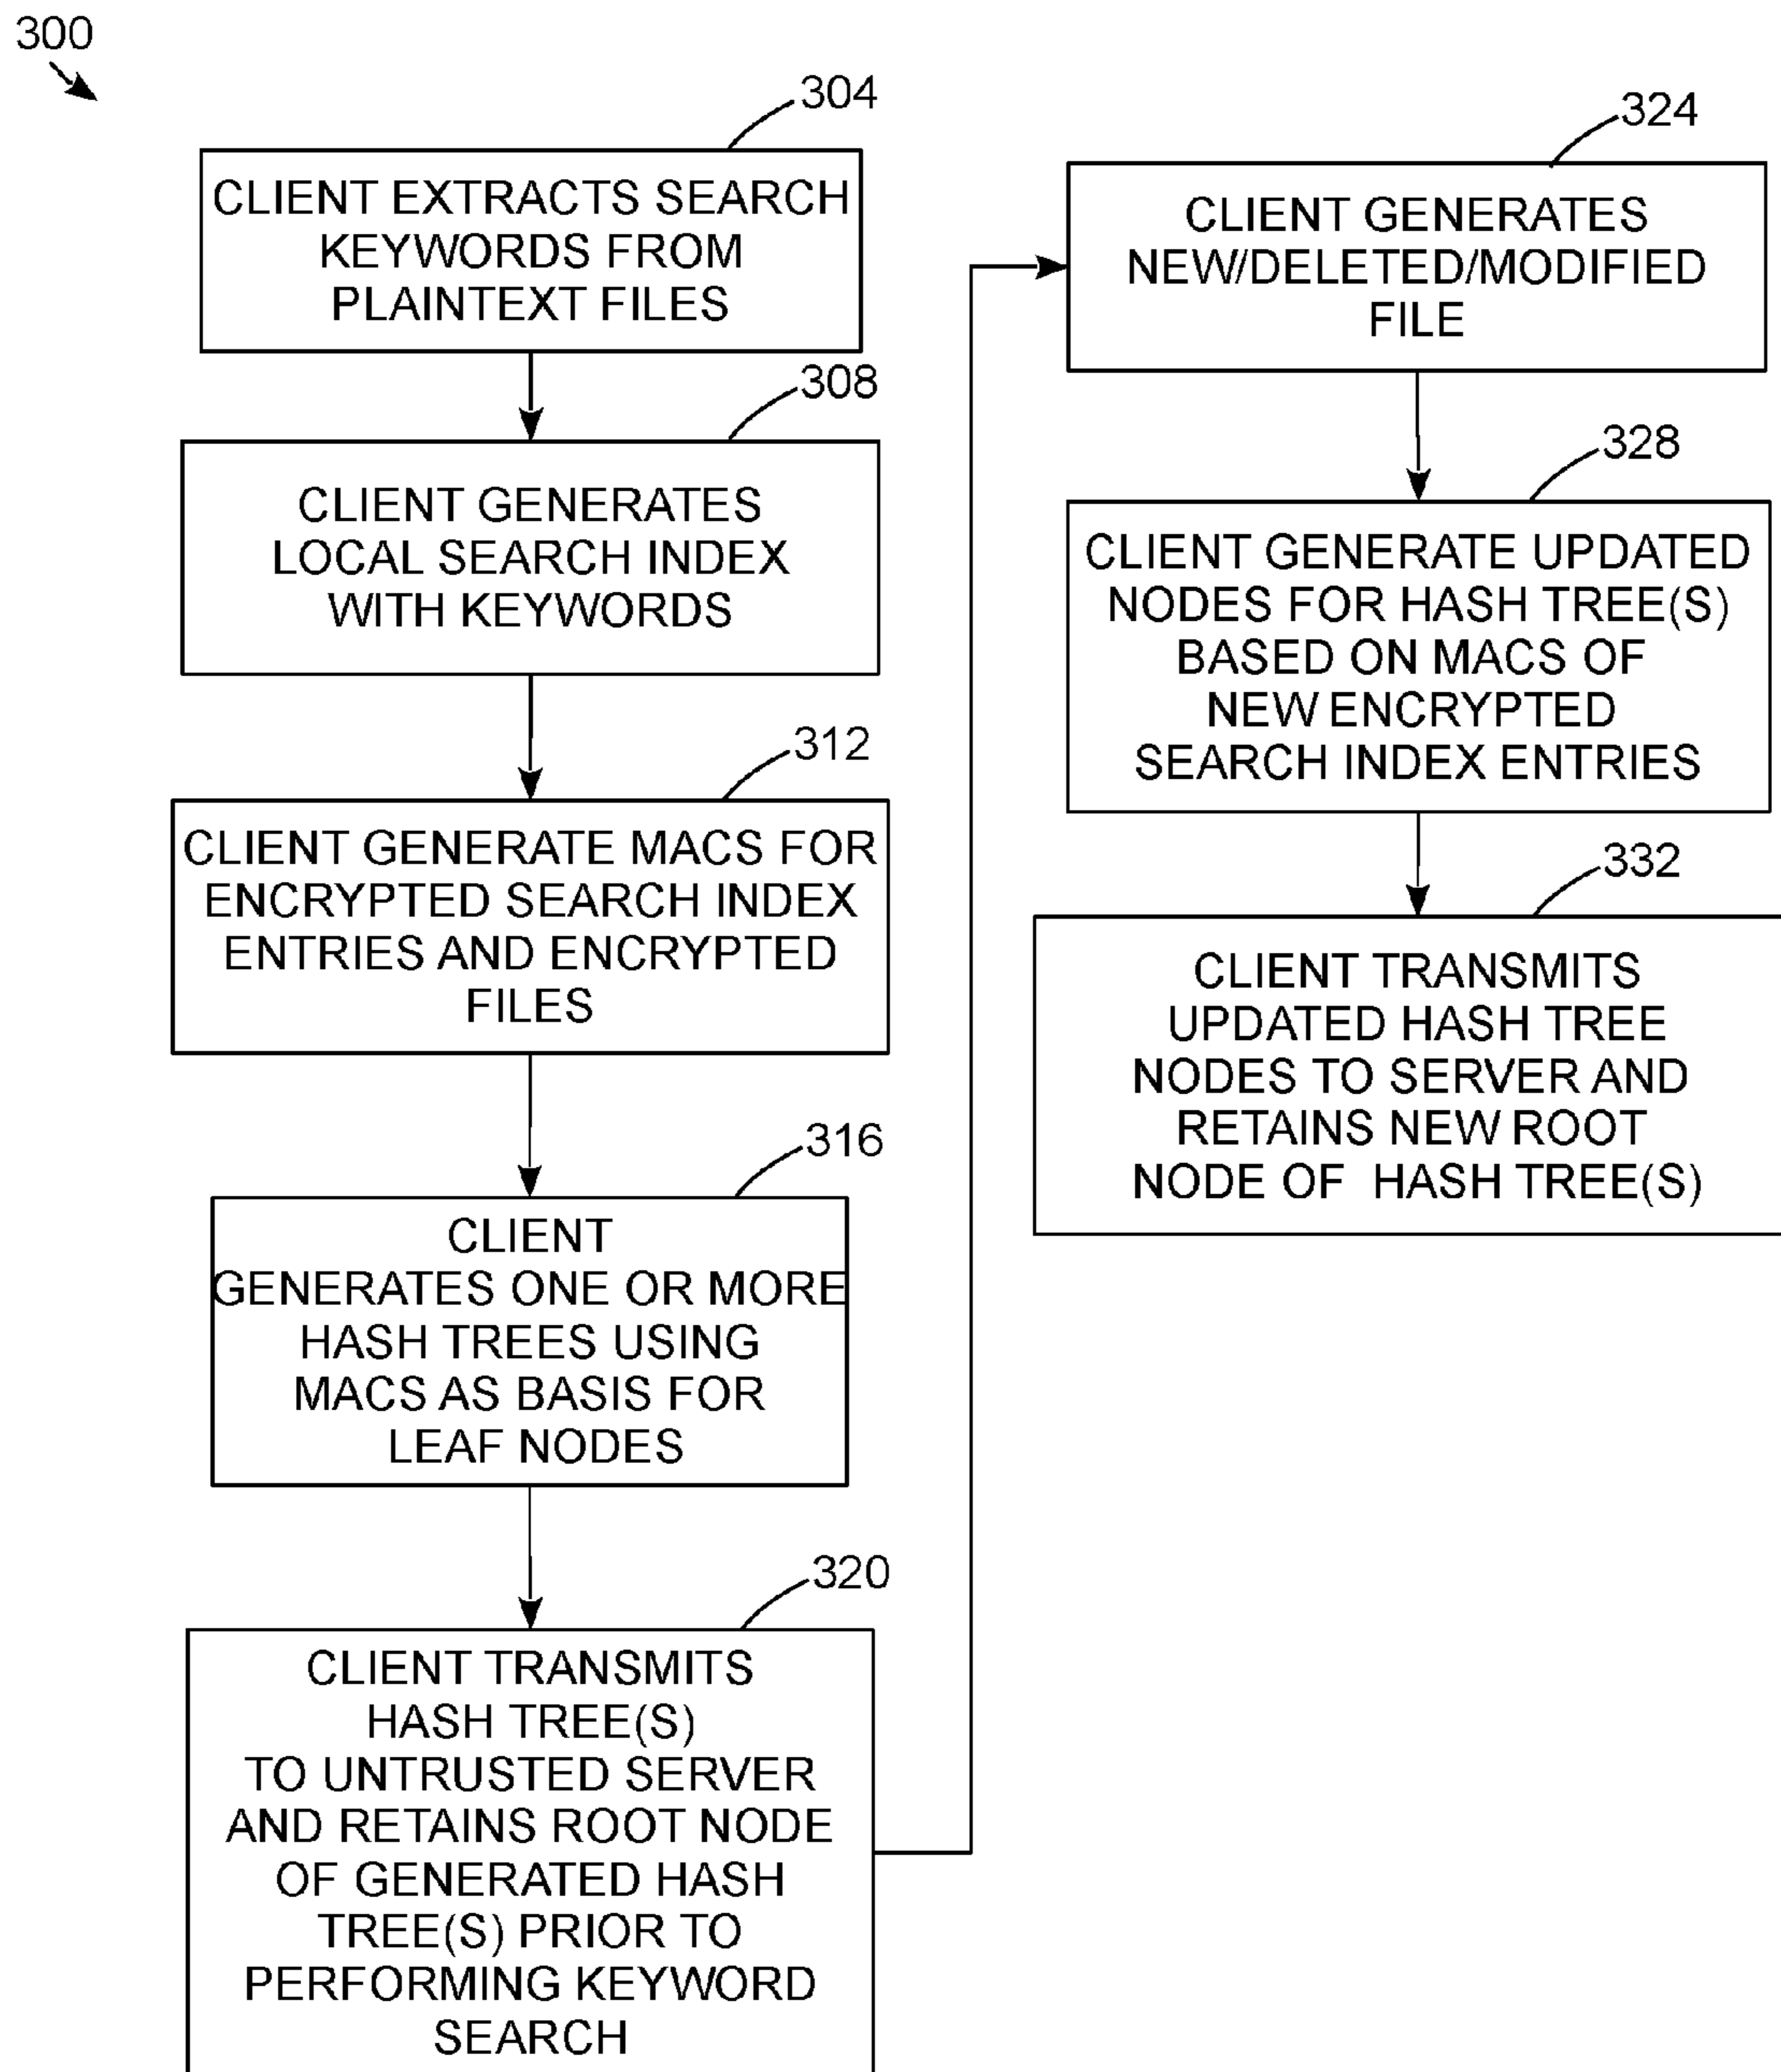 300
304
CLIENT EXTRACTS SEARCH
KEYWORDS FROM
PLAINTEXT FILES
308
CLIENT GENERATES
LOCAL SEARCH INDEX
WITH KEYWORDS
312
CLIENT GENERATE MACS FOR
ENCRYPTED SEARCH INDEX
ENTRIES AND ENCRYPTED
FILES
316
CLIENT
GENERATES ONE OR MORE
HASH TREES USING
MACS AS BASIS FOR
LEAF NODES
320
CLIENT TRANSMITS
HASH TREE(S)
TO UNTRUSTED SERVER
AND RETAINS ROOT NODE
OF GENERATED HASH
TREE(S) PRIOR TO
PERFORMING KEYWORD
SEARCH
324
CLIENT GENERATES
NEW/DELETED/MODIFIED
FILE
328
CLIENT GENERATE UPDATED
NODES FOR HASH TREE(S)
BASED ON MACS OF
NEW ENCRYPTED
SEARCH INDEX ENTRIES
332
CLIENT TRANSMITS
UPDATED HASH TREE
NODES TO SERVER AND
RETAINS NEW ROOT
NODE OF HASH TREE(S)